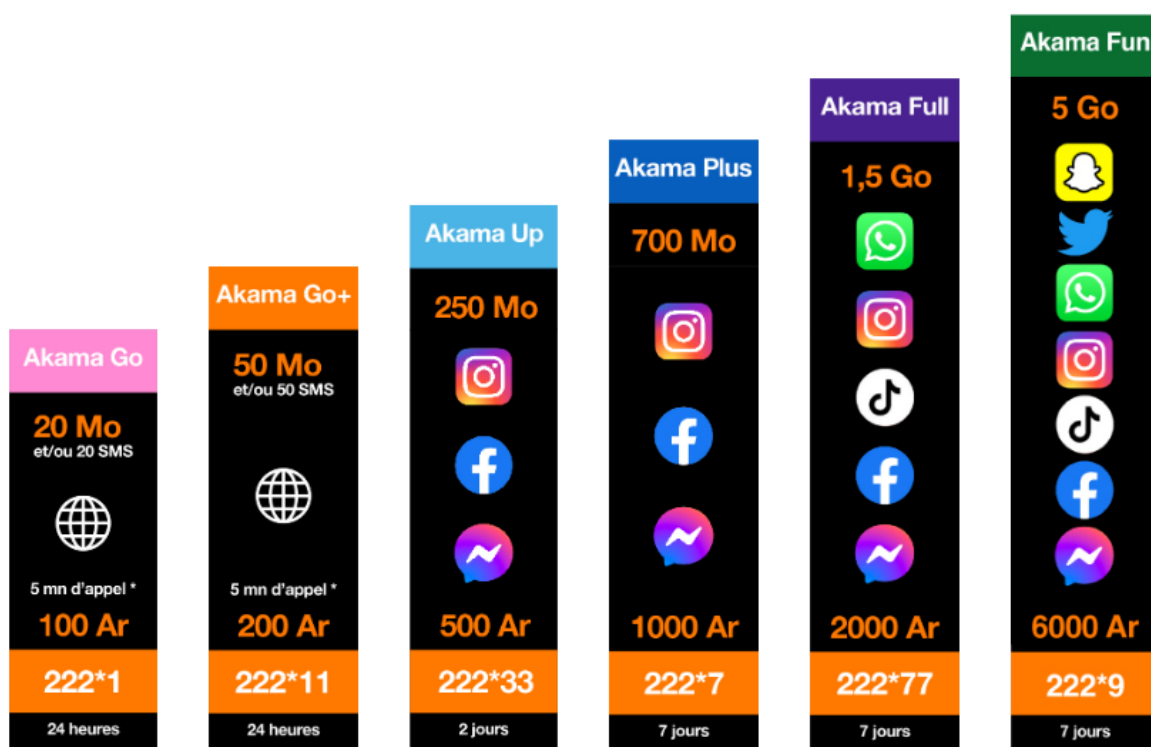 Akama Go
20 Mo
et/ou 20 SMS
5 mn d'appel *
100 Ar
222*1
24 heures
Akama Go+
50 Mo
et/ou 50 SMS
5 mn d'appel *
200 Ar
222*11
24 heures
Akama Up
250 Mo
500 Ar
222*33
2 jours
Akama Plus
700 Mo
1000 Ar
222*7
7 jours
Akama Full
1,5 Go
2000 Ar
222*77
7 jours
Akama Fun
5 Go
6000 Ar
222*9
7 jours